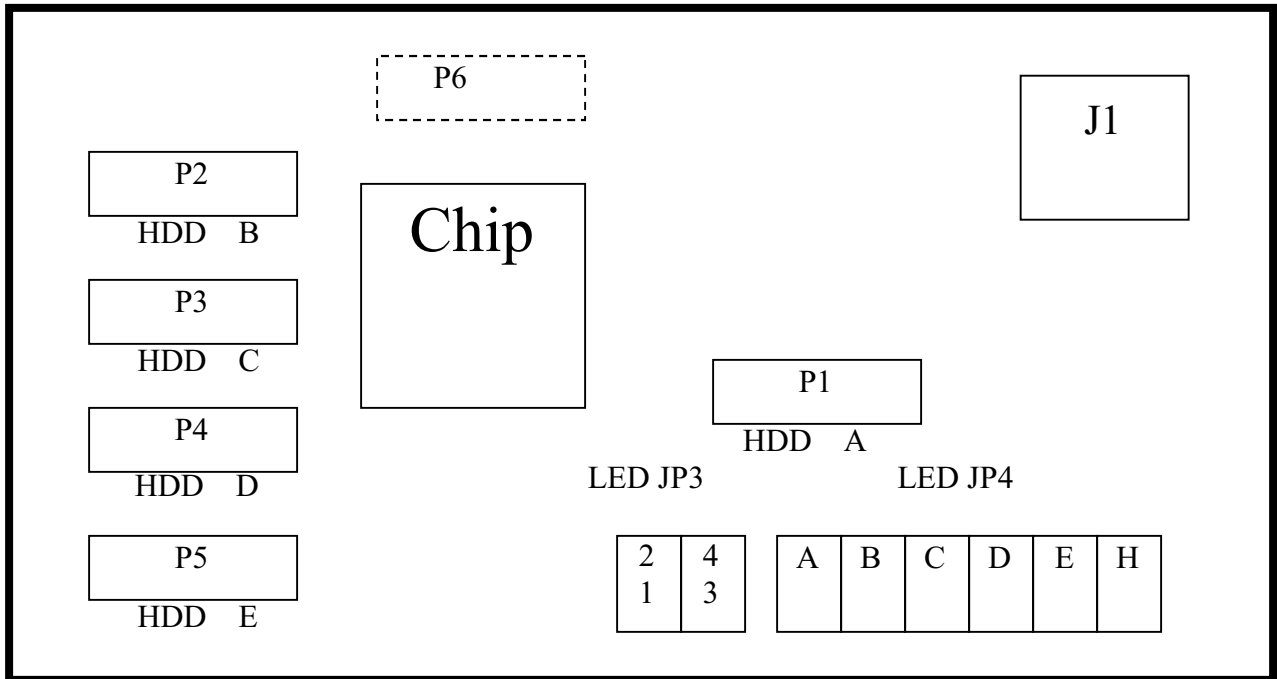 P6
J1
P2
HDD B
Chip
P3
HDD C
P1
HDD A
P4
HDD D
LED JP3 LED JP4
P5
HDD E
2 4 A B C D E H
1 3